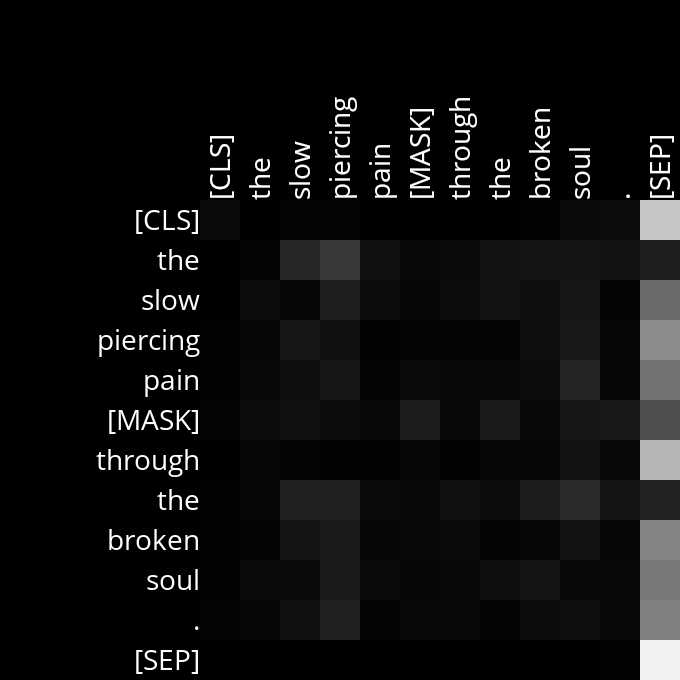 [CLS]
the
slow
piercing
pain
[MASK]
through
the
broken
soul
.
[SEP]
[CLS]
the
slow
piercing
pain
[MASK]
through
the
broken
soul
.
[SEP]